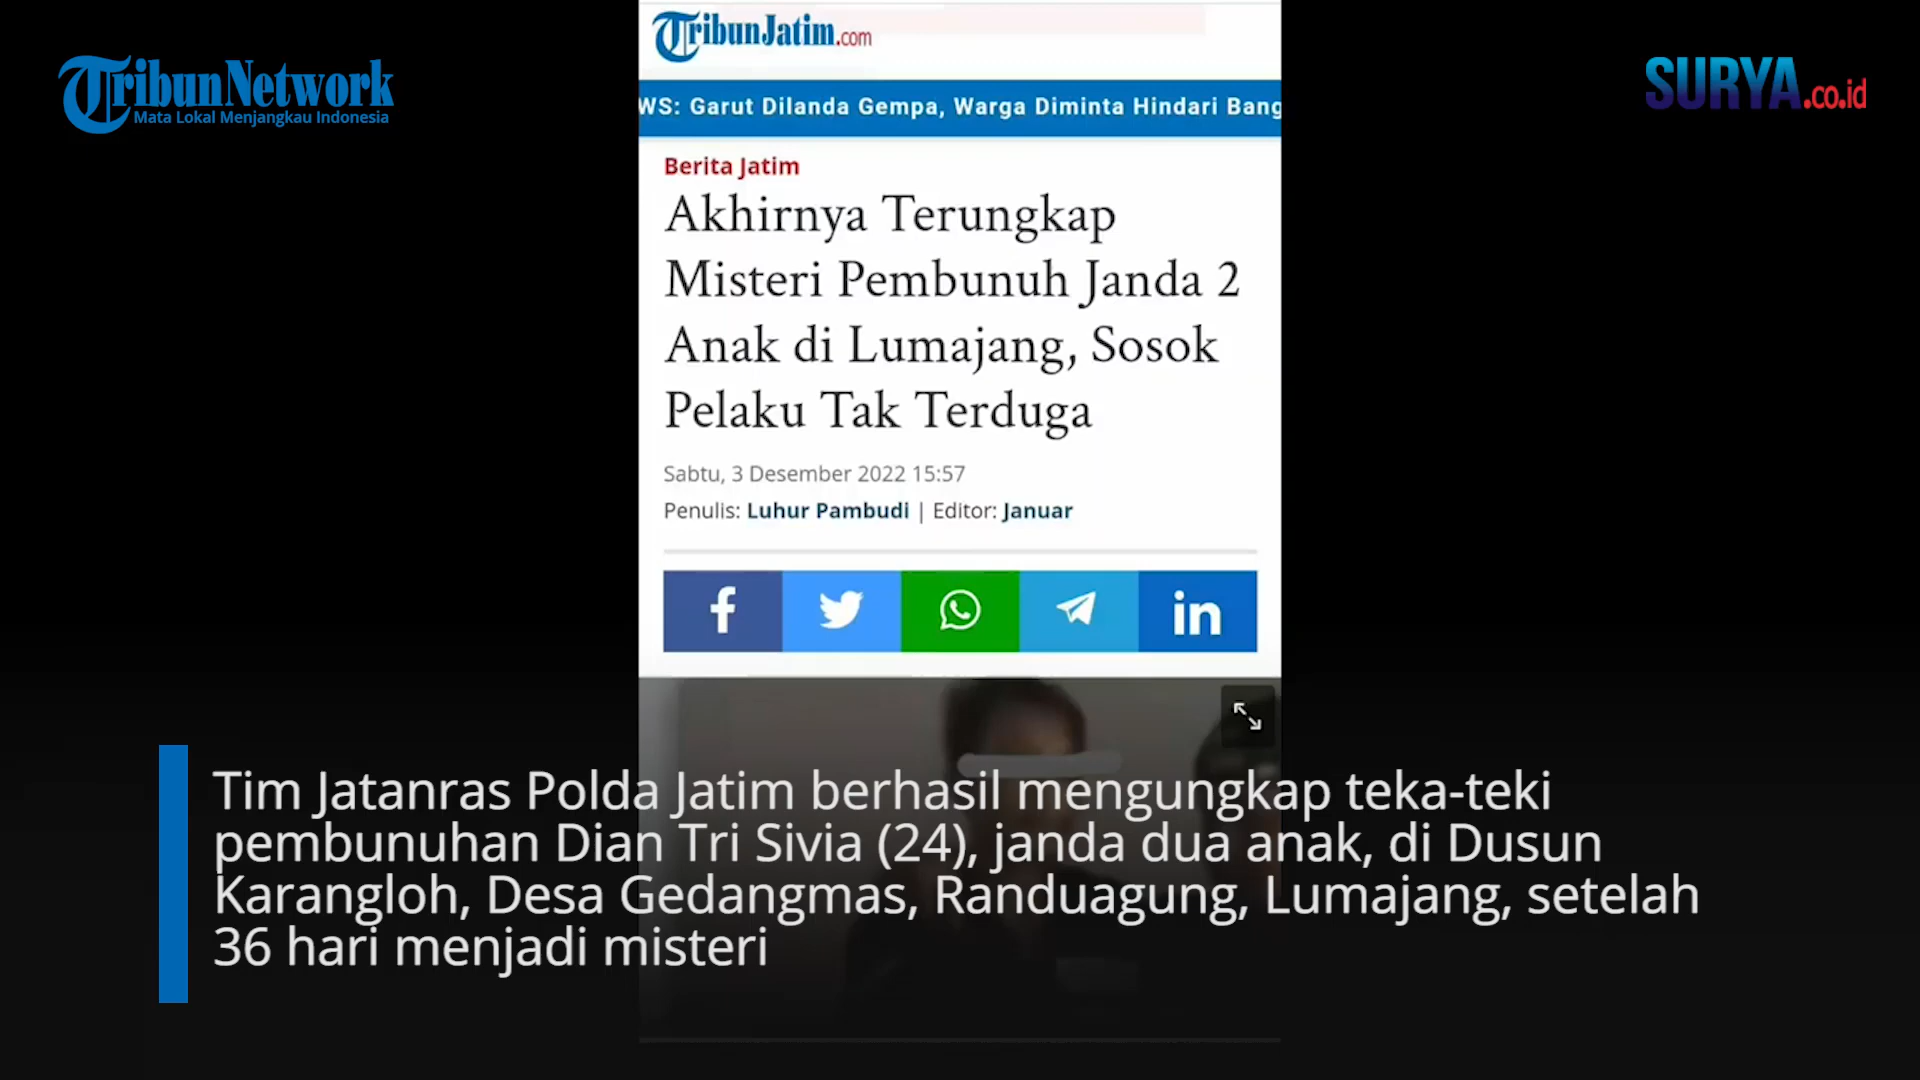 TribunJatim.com
TribunNetwork
Mata Lokal Menjangkau Indonesia
SURYA.co.id
WS: Garut Dilanda Gempa, Warga Diminta Hindari Bang
Berita Jatim
Akhirnya Terungkap
Misteri Pembunuh Janda 2
Anak di Lumajang, Sosok
Pelaku Tak Terduga
Sabtu, 3 Desember 2022 15:57
Penulis: Luhur Pambudi | Editor: Januar
Tim Jatanras Polda Jatim berhasil mengungkap teka-teki
pembunuhan Dian Tri Sivia (24), janda dua anak, di Dusun
Karangloh, Desa Gedangmas, Randuagung, Lumajang, setelah
36 hari menjadi misteri